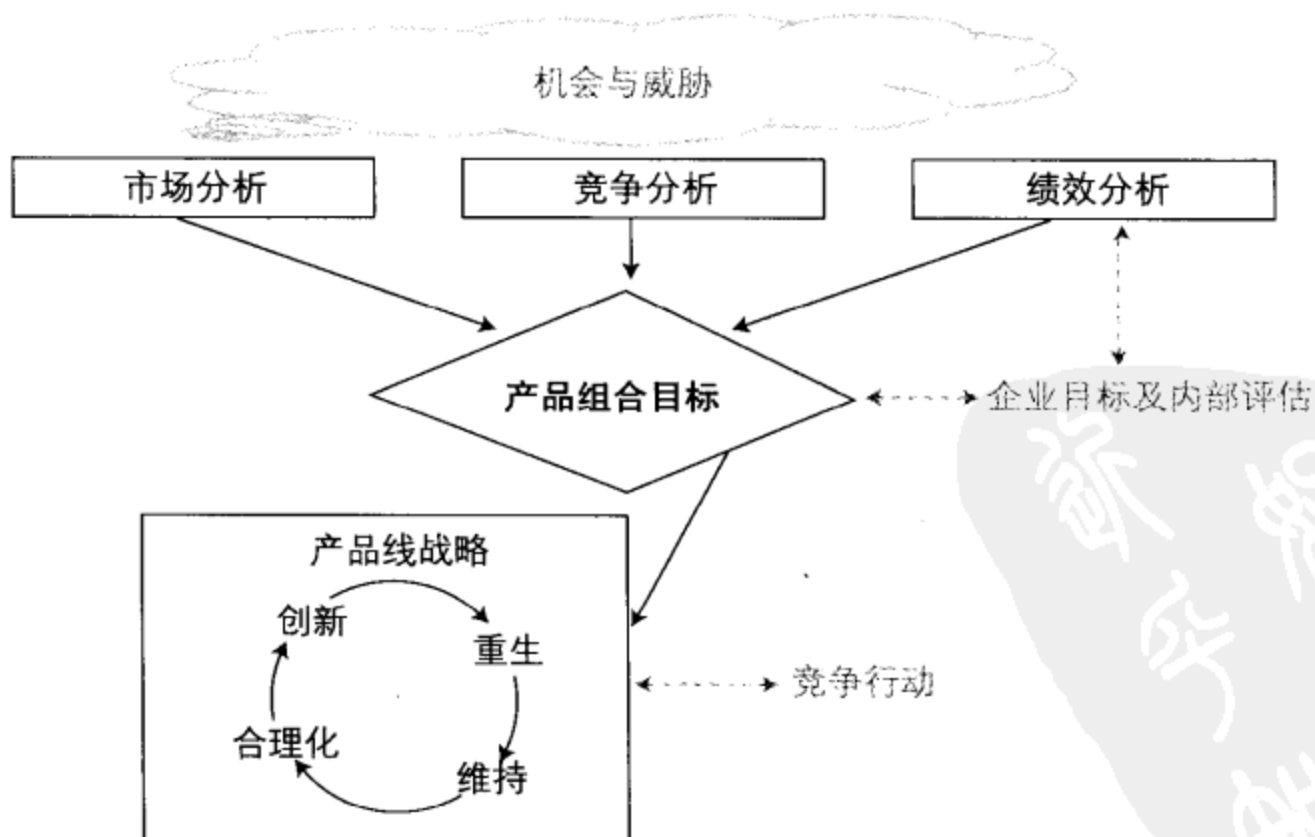 机会与威胁
市场分析
竞争分析
绩效分析
产品组合目标
企业目标及内部评估
产品线战略
创新
重生
竞争行动
合理化
维持